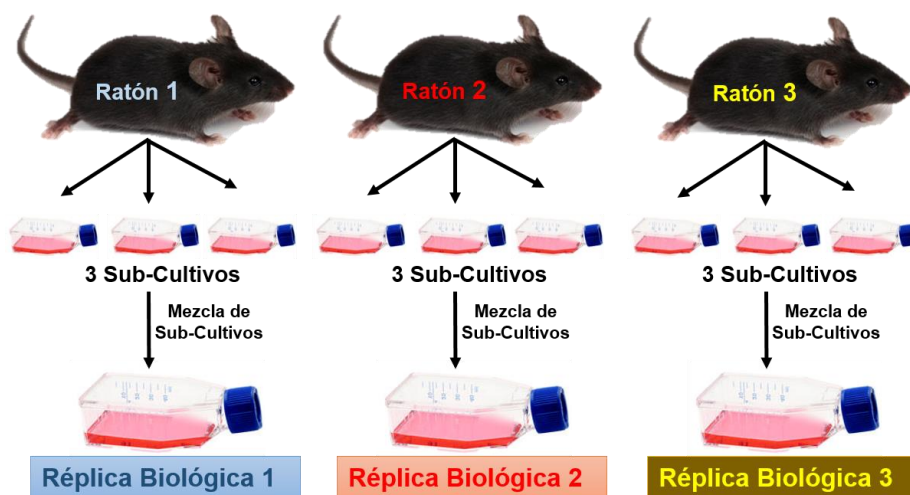 Ratón 1
Ratón 2
Ratón 3
3 Sub-Cultivos
3 Sub-Cultivos
3 Sub-Cultivos
Mezcla de
Sub-Cultivos
Mezcla de
Sub-Cultivos
Mezcla de
Sub-Cultivos
Réplica Biológica 1
Réplica Biológica 2
Réplica Biológica 3